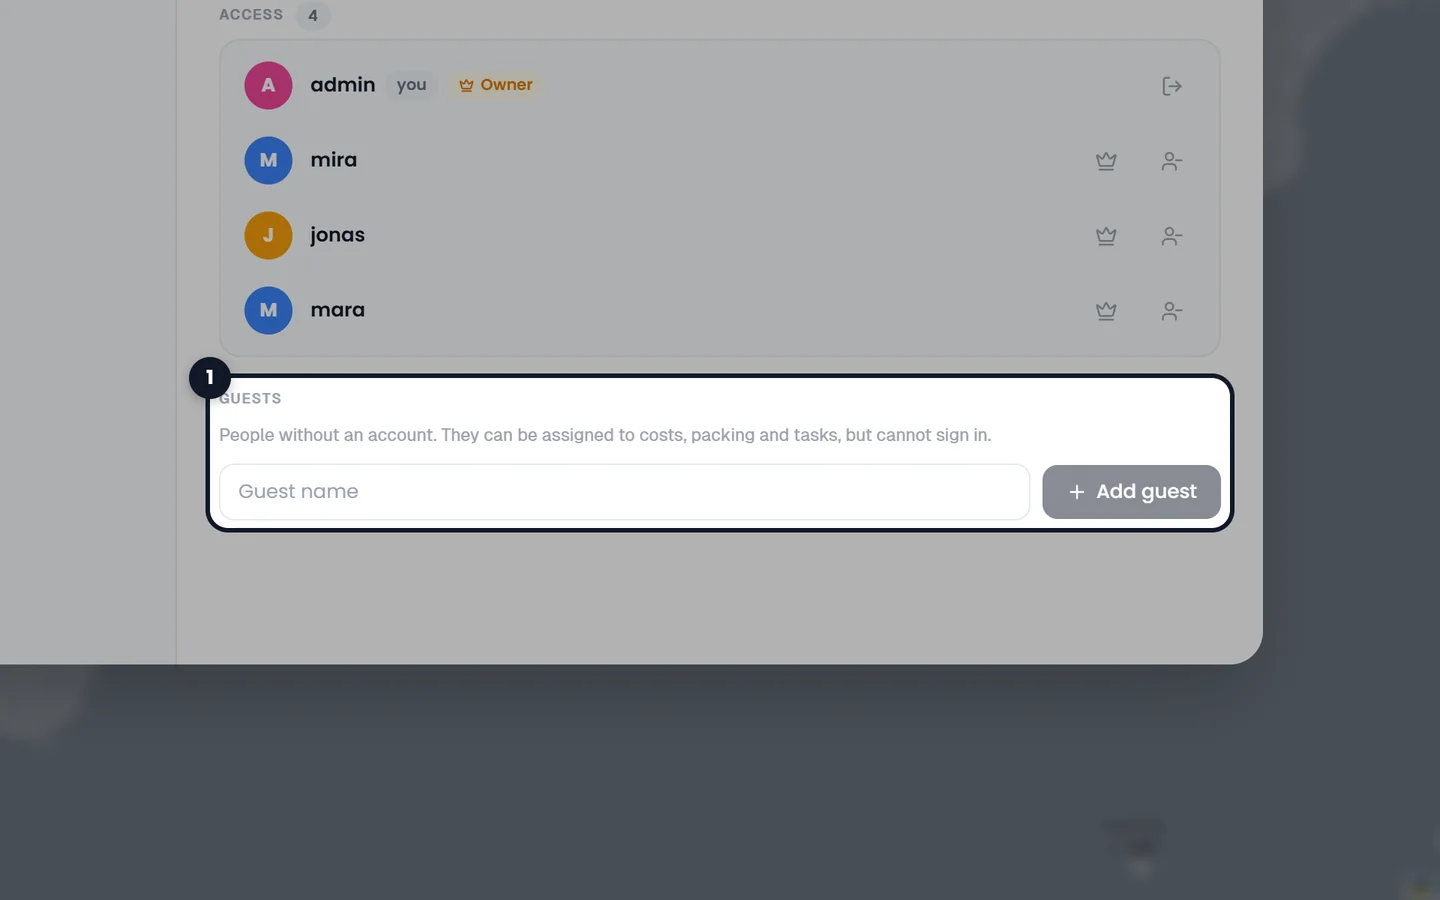 ACCESS 4
A admin you Owner
M mira
J jonas
M mara
1
GUESTS
People without an account. They can be assigned to costs, packing and tasks, but cannot sign in.
Guest name + Add guest